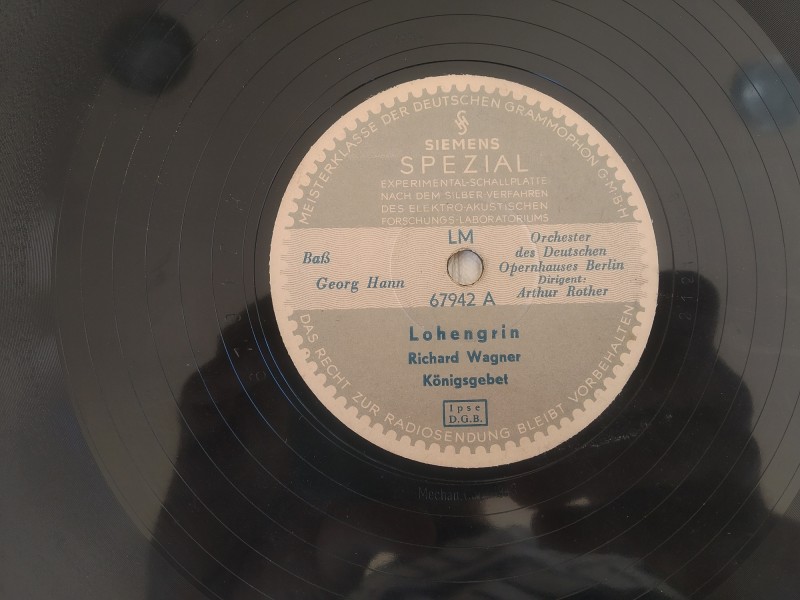 MEISTERKLASSE DER DEUTSCHEN GRAMMOPHON G·M·B·H
SIEMENS
SPEZIAL
EXPERIMENTAL-SCHALLPLATTE
NACH DEM SILBER-VERFAHREN
DES ELEKTRO-AKUSTISCHEN
FORSCHUNGS-LABORATORIUMS
Baß
Georg Hann
LM
67942 A
Orchester
des Deutschen
Opernhauses Berlin
Dirigent:
Arthur Rother
Lohengrin
Richard Wagner
Königsgebet
Ipse
D.G.B.
DAS RECHT ZUR RADIOSENDUNG BLEIBT VORBEHALTEN